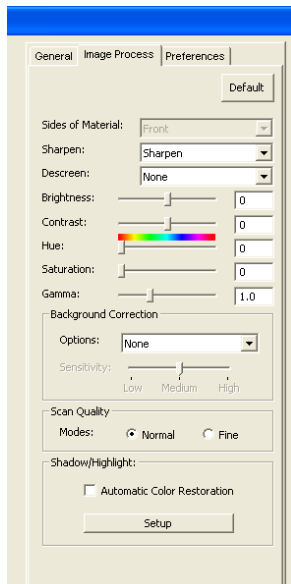 General Image Process Preferences
Default
Sides of Material: Front
Sharpen: Sharpen
Descreen: None
Brightness: 0
Contrast: 0
Hue: 0
Saturation: 0
Gamma: 1.0
Background Correction
Options: None
Sensitivity:
Low Medium High
Scan Quality
Modes: Normal Fine
Shadow/Highlight:
Automatic Color Restoration
Setup